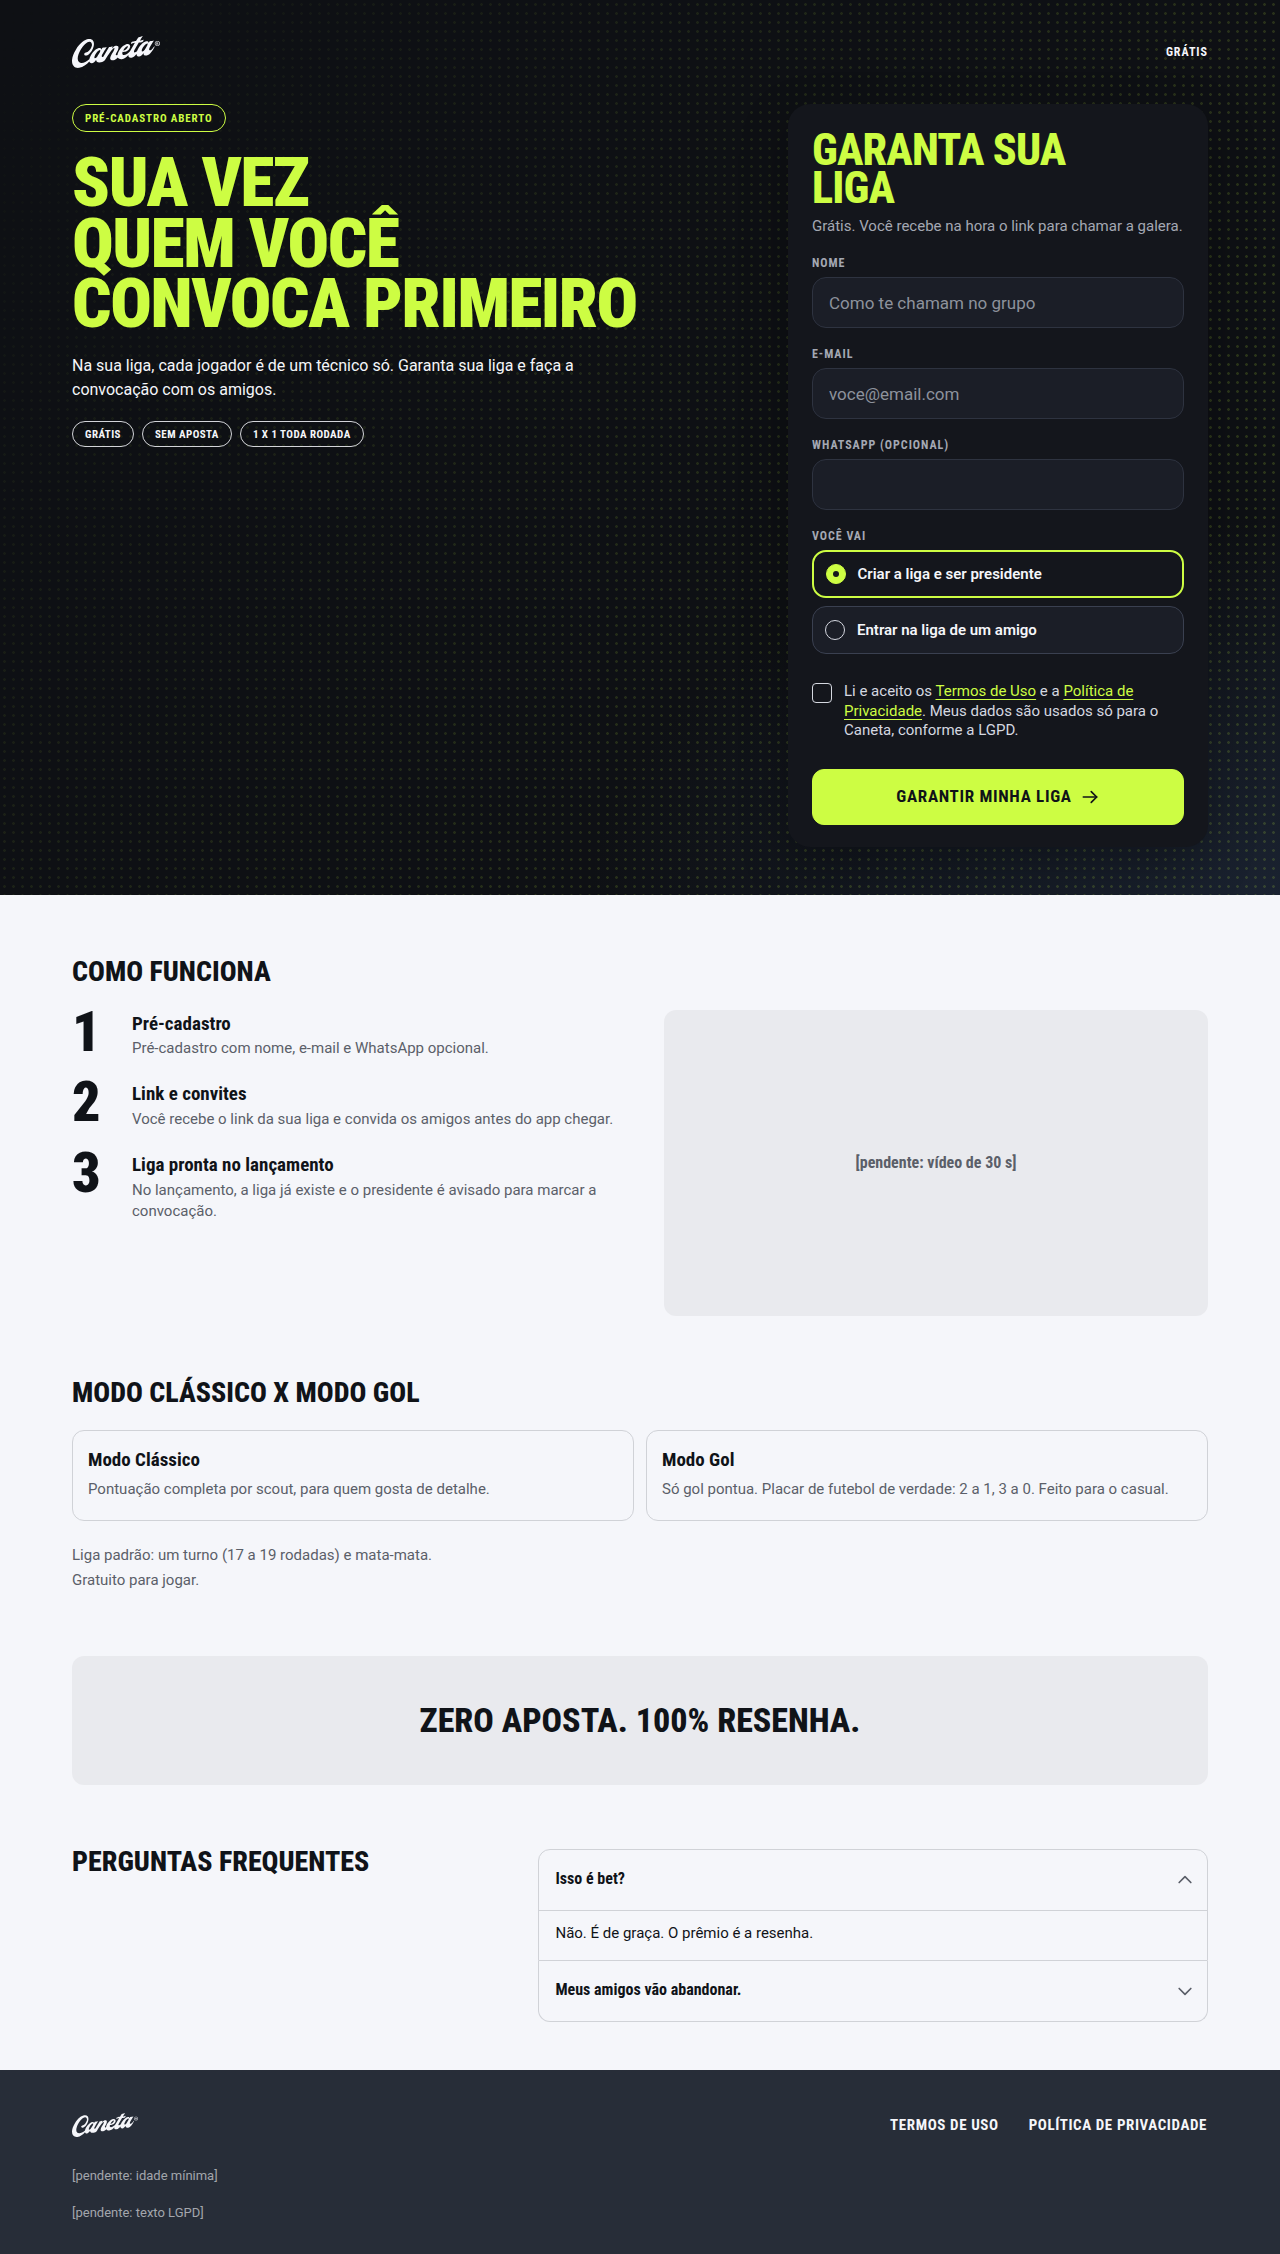 Caneta®
GRÁTIS
PRÉ-CADASTRO ABERTO
SUA VEZ
QUEM VOCÊ
CONVOCA PRIMEIRO
Na sua liga, cada jogador é de um técnico só. Garanta sua liga e faça a
convocação com os amigos.
GRÁTIS
SEM APOSTA
1 X 1 TODA RODADA
GARANTA SUA
LIGA
Grátis. Você recebe na hora o link para chamar a galera.
NOME
Como te chamam no grupo
E-MAIL
voce@email.com
WHATSAPP (OPCIONAL)
VOCÊ VAI
Criar a liga e ser presidente
Entrar na liga de um amigo
Li e aceito os Termos de Uso e a Política de
Privacidade. Meus dados são usados só para o
Caneta, conforme a LGPD.
GARANTIR MINHA LIGA →
COMO FUNCIONA
1
Pré-cadastro
Pré-cadastro com nome, e-mail e WhatsApp opcional.
2
Link e convites
Você recebe o link da sua liga e convida os amigos antes do app chegar.
3
Liga pronta no lançamento
No lançamento, a liga já existe e o presidente é avisado para marcar a
convocação.
[pendente: vídeo de 30 s]
MODO CLÁSSICO X MODO GOL
Modo Clássico
Pontuação completa por scout, para quem gosta de detalhe.
Modo Gol
Só gol pontua. Placar de futebol de verdade: 2 a 1, 3 a 0. Feito para o casual.
Liga padrão: um turno (17 a 19 rodadas) e mata-mata.
Gratuito para jogar.
ZERO APOSTA. 100% RESENHA.
PERGUNTAS FREQUENTES
Isso é bet?
Não. É de graça. O prêmio é a resenha.
Meus amigos vão abandonar.
Caneta®
TERMOS DE USO
POLÍTICA DE PRIVACIDADE
[pendente: idade mínima]
[pendente: texto LGPD]